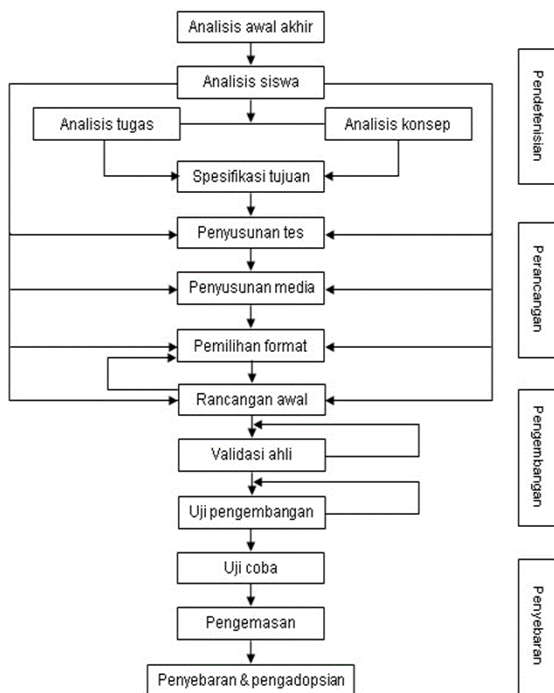 Analisis awal akhir
Analisis siswa
Analisis tugas
Analisis konsep
Spesifikasi tujuan
Penyusunan tes
Penyusunan media
Pemilihan format
Rancangan awal
Validasi ahli
Uji pengembangan
Uji coba
Pengemasan
Penyebaran & pengadopsian
Pendefenisian
Perancangan
Pengembangan
Penyebaran